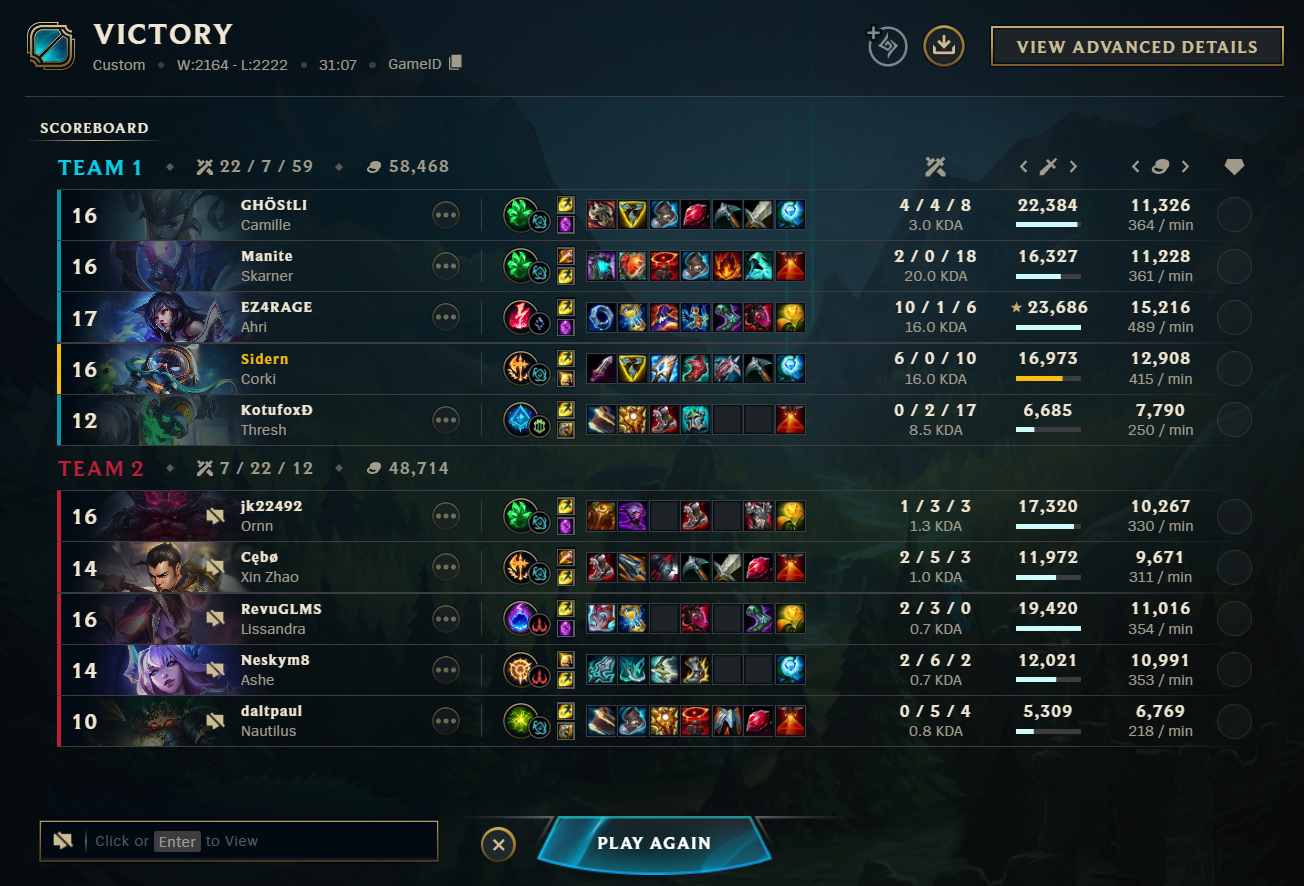 VICTORY
Custom • W:2164 - L:2222 • 31:07 • GameID
VIEW ADVANCED DETAILS
SCOREBOARD
TEAM 1 22 / 7 / 59 58,468
16 GHÖStLI 4 / 4 / 8 22,384 11,326
Camille 3.0 KDA 364 / min
16 Manite 2 / 0 / 18 16,327 11,228
Skarner 20.0 KDA 361 / min
17 EZ4RAGE 10 / 1 / 6 23,686 15,216
Ahri 16.0 KDA 489 / min
16 Sidern 6 / 0 / 10 16,973 12,908
Corki 16.0 KDA 415 / min
12 KotufoxĐ 0 / 2 / 17 6,685 7,790
Thresh 8.5 KDA 250 / min
TEAM 2 7 / 22 / 12 48,714
16 jk22492 1 / 3 / 3 17,320 10,267
Ornn 1.3 KDA 330 / min
14 Cębø 2 / 5 / 3 11,972 9,671
Xin Zhao 1.0 KDA 311 / min
16 RevuGLMS 2 / 3 / 0 19,420 11,016
Lissandra 0.7 KDA 354 / min
14 Neskym8 2 / 6 / 2 12,021 10,991
Ashe 0.7 KDA 353 / min
10 daltpaul 0 / 5 / 4 5,309 6,769
Nautilus 0.8 KDA 218 / min
Click or Enter to View
PLAY AGAIN